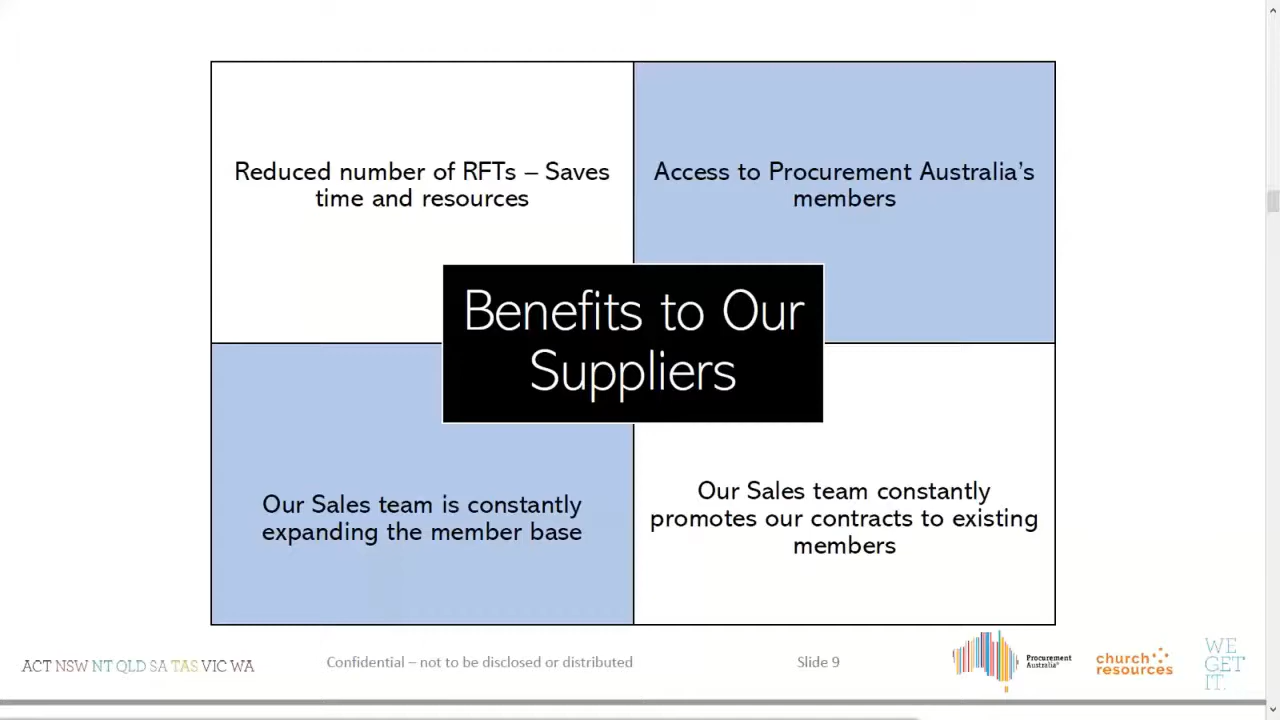 Reduced number of RFTs – Saves
time and resources
Access to Procurement Australia’s
members
Benefits to Our
Suppliers
Our Sales team is constantly
expanding the member base
Our Sales team constantly
promotes our contracts to existing
members
ACT NSW NT QLD SA TAS VIC WA
Confidential – not to be disclosed or distributed
Slide 9
Procurement
Australia®
church
resources
WE
GET
IT.